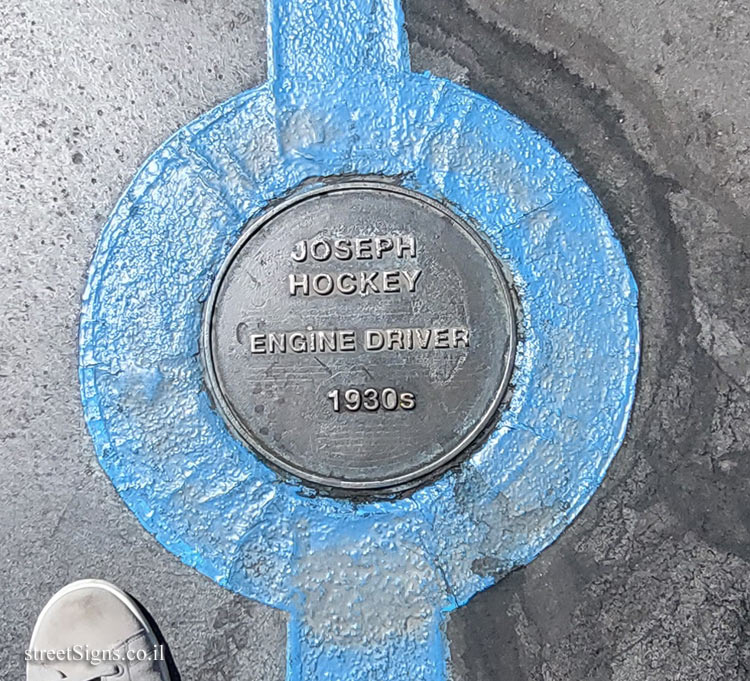 JOSEPH
HOCKEY
ENGINE DRIVER
1930s
streetSigns.co.il